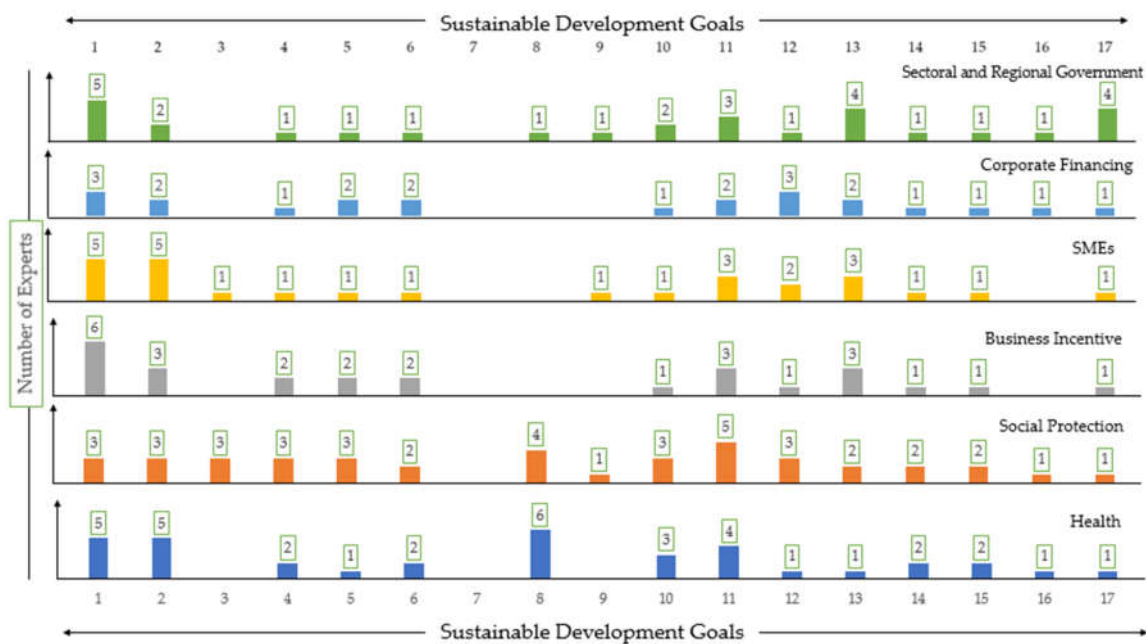 Sustainable Development Goals
1 2 3 4 5 6 7 8 9 10 11 12 13 14 15 16 17
Sectoral and Regional Government
5 2 1 1 1 1 1 2 3 1 4 1 1 1 4
Corporate Financing
3 2 1 2 2 1 2 3 2 1 1 1 1
Number of Experts
SMEs
5 5 1 1 1 1 1 1 3 2 3 1 1 1
Business Incentive
6 3 2 2 2 1 3 1 3 1 1 1
Social Protection
3 3 3 3 3 2 4 1 3 5 3 2 2 2 1 1
Health
5 5 2 1 2 6 3 4 1 1 2 2 1 1
1 2 3 4 5 6 7 8 9 10 11 12 13 14 15 16 17
Sustainable Development Goals